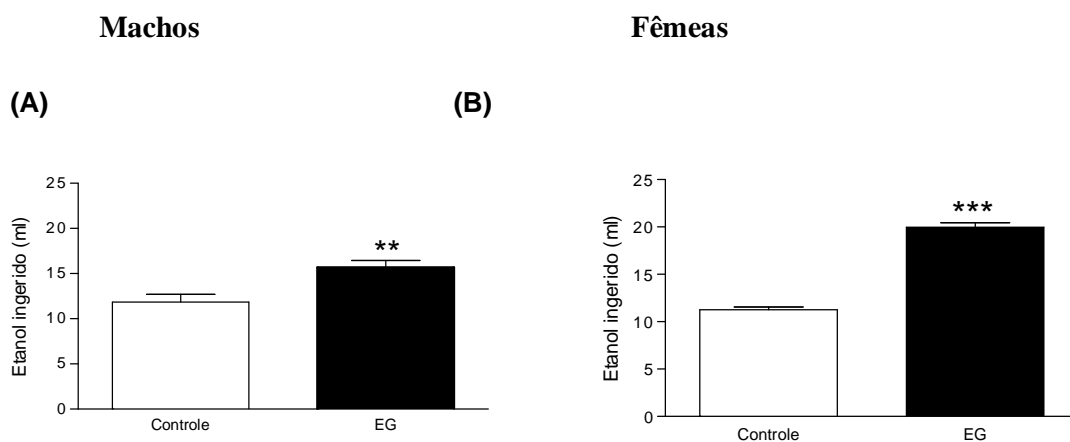 Machos
Fêmeas
(A)
(B)
Etanol ingerido (ml)
25
20
15
10
5
0
**
Controle
EG
Etanol ingerido (ml)
25
20
15
10
5
0
***
Controle
EG